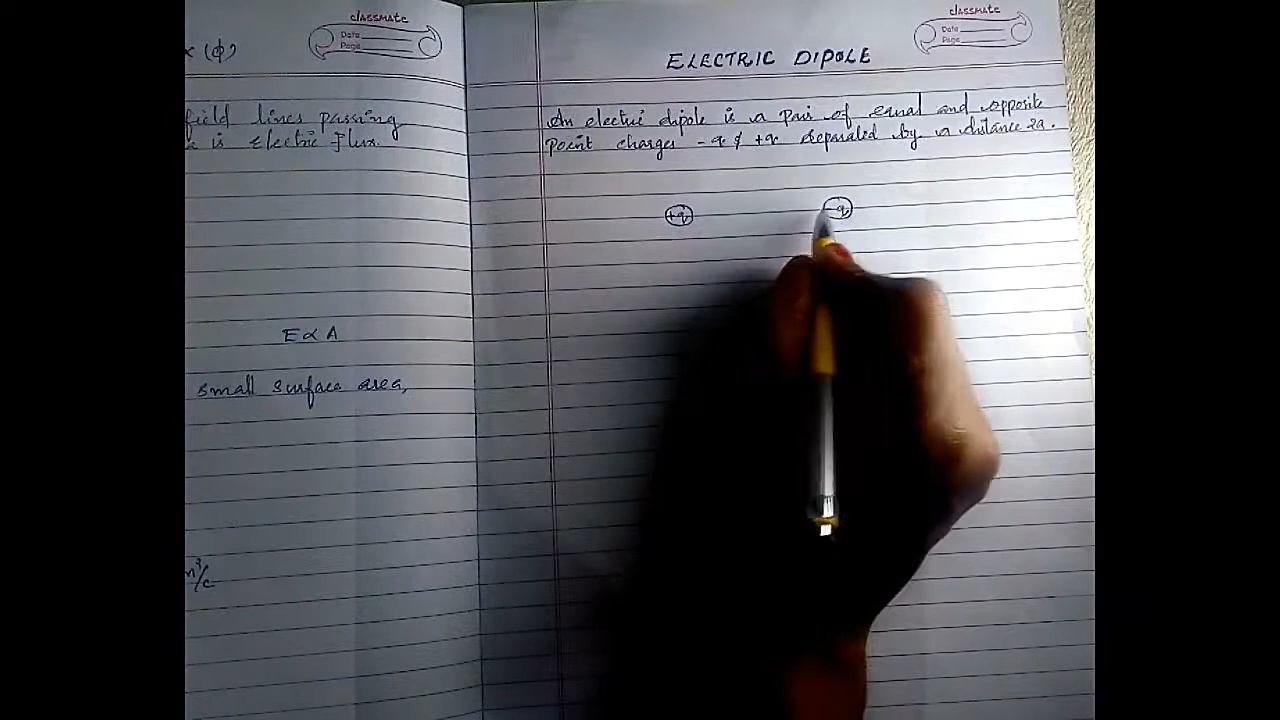 classmate
Date
Page
x (φ)
field lines passing
is electric flux.
E ∝ A
small surface area,
m²/c
classmate
Date
Page
ELECTRIC DIPOLE
An electric dipole is a pair of equal and opposite
point charges -q & +q separated by a distance 2a.
+q -q